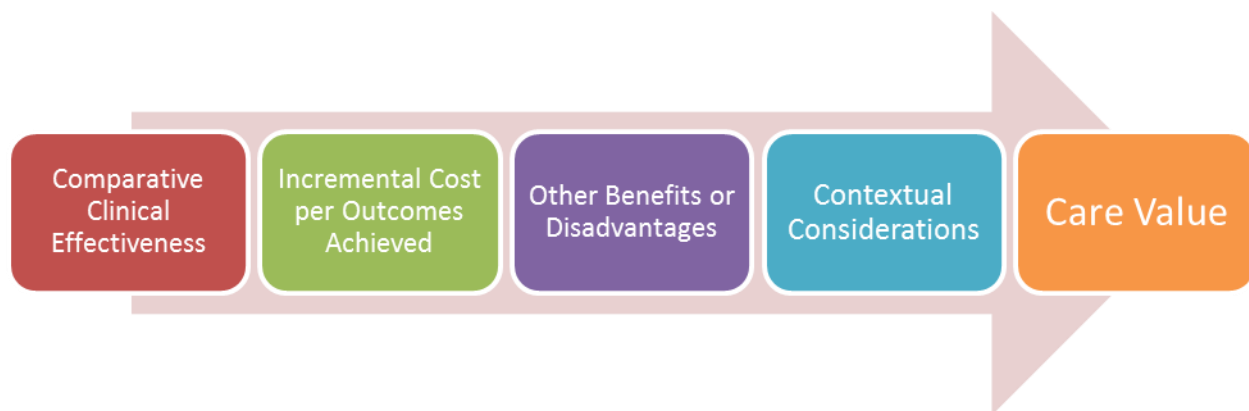 Comparative
Clinical
Effectiveness
Incremental Cost
per Outcomes
Achieved
Other Benefits or
Disadvantages
Contextual
Considerations
Care Value